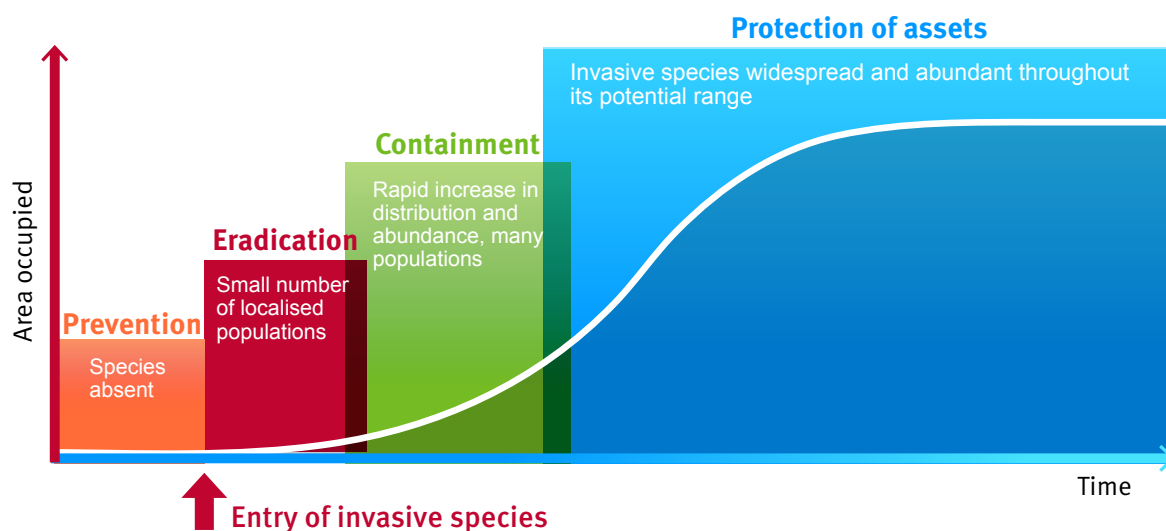 Protection of assets
Invasive species widespread and abundant throughout
its potential range
Containment
Rapid increase in
distribution and
abundance, many
populations
Eradication
Small number
of localised
populations
Prevention
Species
absent
Area occupied
Time
Entry of invasive species